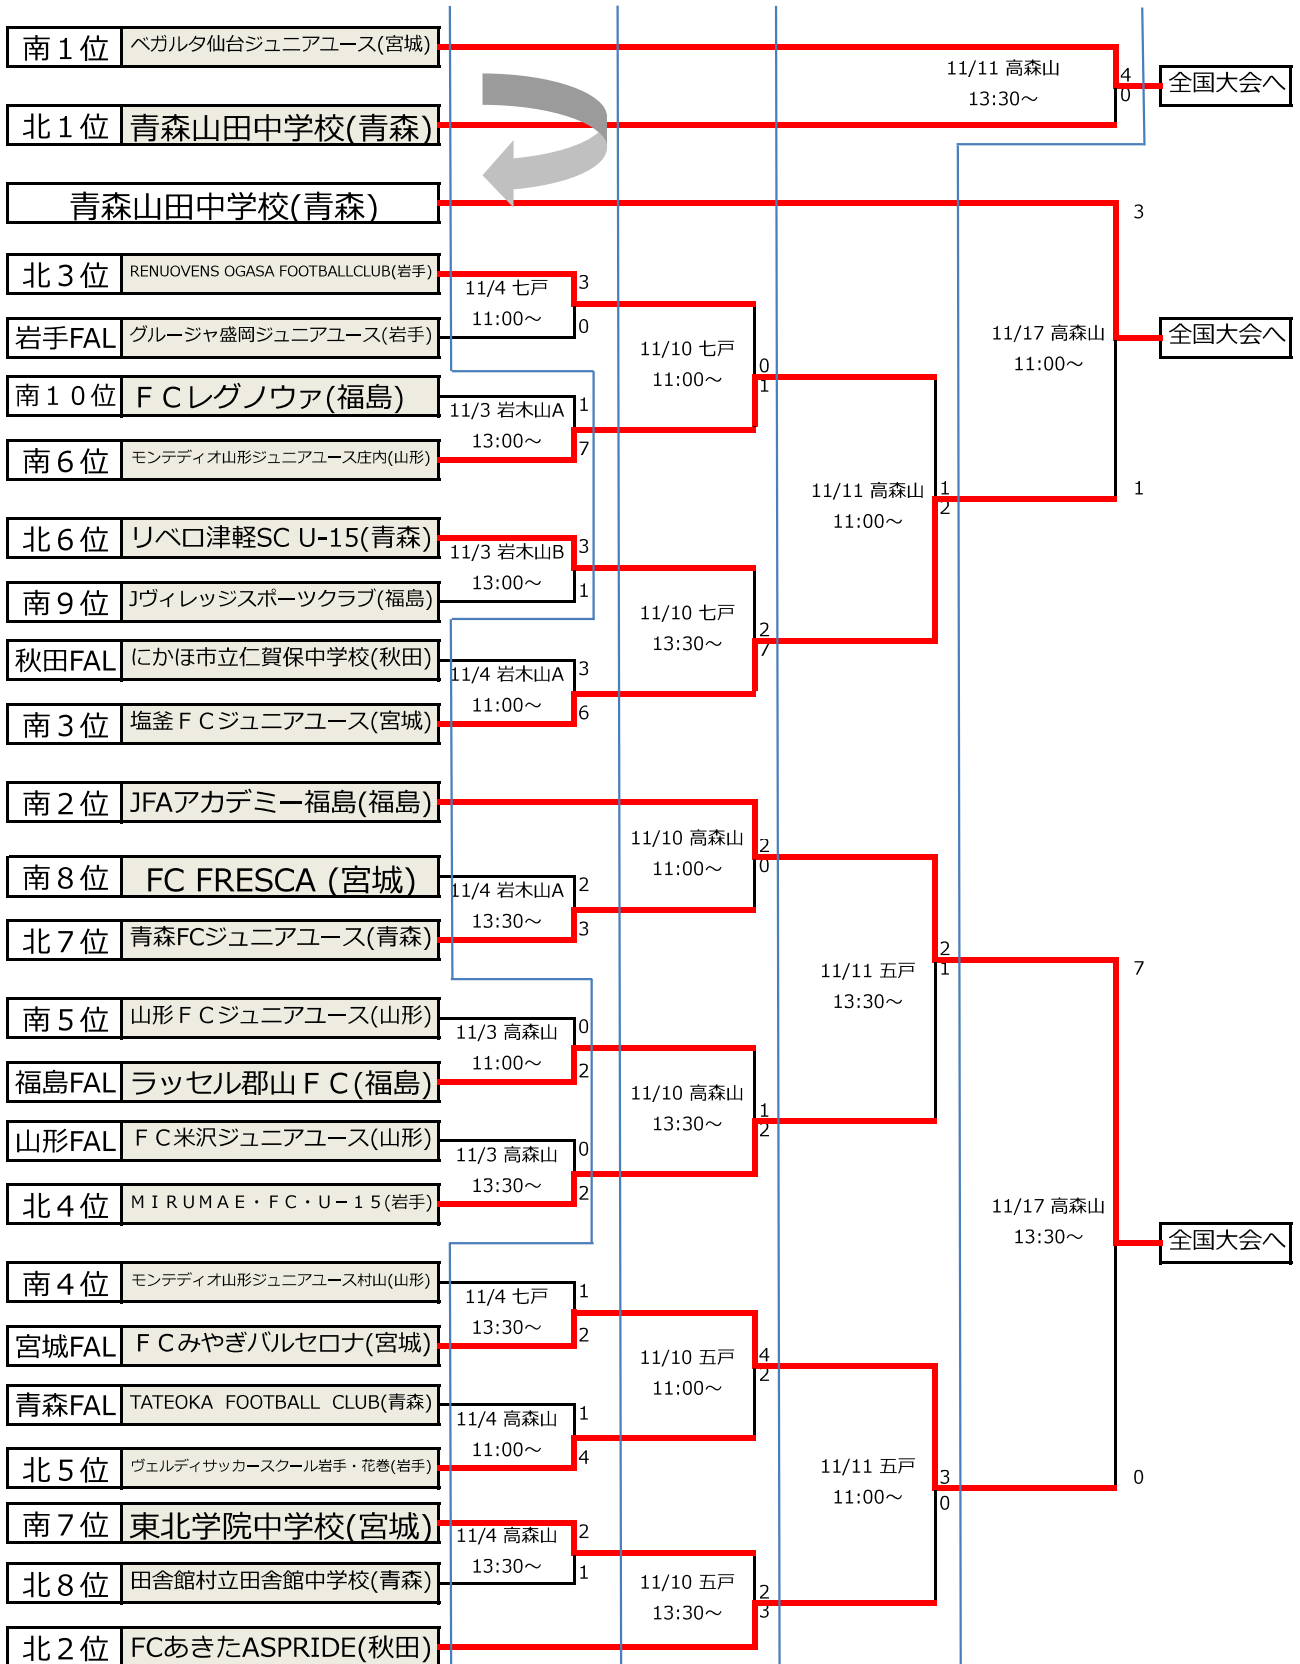 南１位 ベガルタ仙台ジュニアユース(宮城)
11/11 高森山
13:30～
4
0
全国大会へ
北１位 青森山田中学校(青森)
青森山田中学校(青森)
3
北３位 RENUOVENS OGASA FOOTBALLCLUB(岩手)
11/4 七戸
11:00～
3
0
岩手FAL グルージャ盛岡ジュニアユース(岩手)
11/10 七戸
11:00～
0
1
11/17 高森山
11:00～
全国大会へ
南１０位 ＦＣレグノウァ(福島)
11/3 岩木山A
13:00～
1
7
南６位 モンテディオ山形ジュニアユース庄内(山形)
11/11 高森山
11:00～
1
2
1
北６位 リベロ津軽SC U-15(青森)
11/3 岩木山B
13:00～
3
1
南９位 Jヴィレッジスポーツクラブ(福島)
11/10 七戸
13:30～
2
7
秋田FAL にかほ市立仁賀保中学校(秋田)
11/4 岩木山A
11:00～
3
6
南３位 塩釜ＦＣジュニアユース(宮城)
南２位 JFAアカデミー福島(福島)
11/10 高森山
11:00～
2
0
南８位 FC FRESCA (宮城)
11/4 岩木山A
13:30～
2
3
北７位 青森FCジュニアユース(青森)
11/11 五戸
13:30～
2
1
7
南５位 山形ＦＣジュニアユース(山形)
11/3 高森山
11:00～
0
2
福島FAL ラッセル郡山ＦＣ(福島)
11/10 高森山
13:30～
1
2
山形FAL ＦＣ米沢ジュニアユース(山形)
11/3 高森山
13:30～
0
2
北４位 ＭＩＲＵＭＡＥ・ＦＣ・Ｕ－１５(岩手)
11/17 高森山
13:30～
全国大会へ
南４位 モンテディオ山形ジュニアユース村山(山形)
11/4 七戸
13:30～
1
2
宮城FAL ＦＣみやぎバルセロナ(宮城)
11/10 五戸
11:00～
4
2
青森FAL TATEOKA FOOTBALL CLUB(青森)
11/4 高森山
11:00～
1
4
北５位 ヴェルディサッカースクール岩手・花巻(岩手)
11/11 五戸
11:00～
3
0
0
南７位 東北学院中学校(宮城)
11/4 高森山
13:30～
2
1
北８位 田舎館村立田舎館中学校(青森)
11/10 五戸
13:30～
2
3
北２位 FCあきたASPRIDE(秋田)